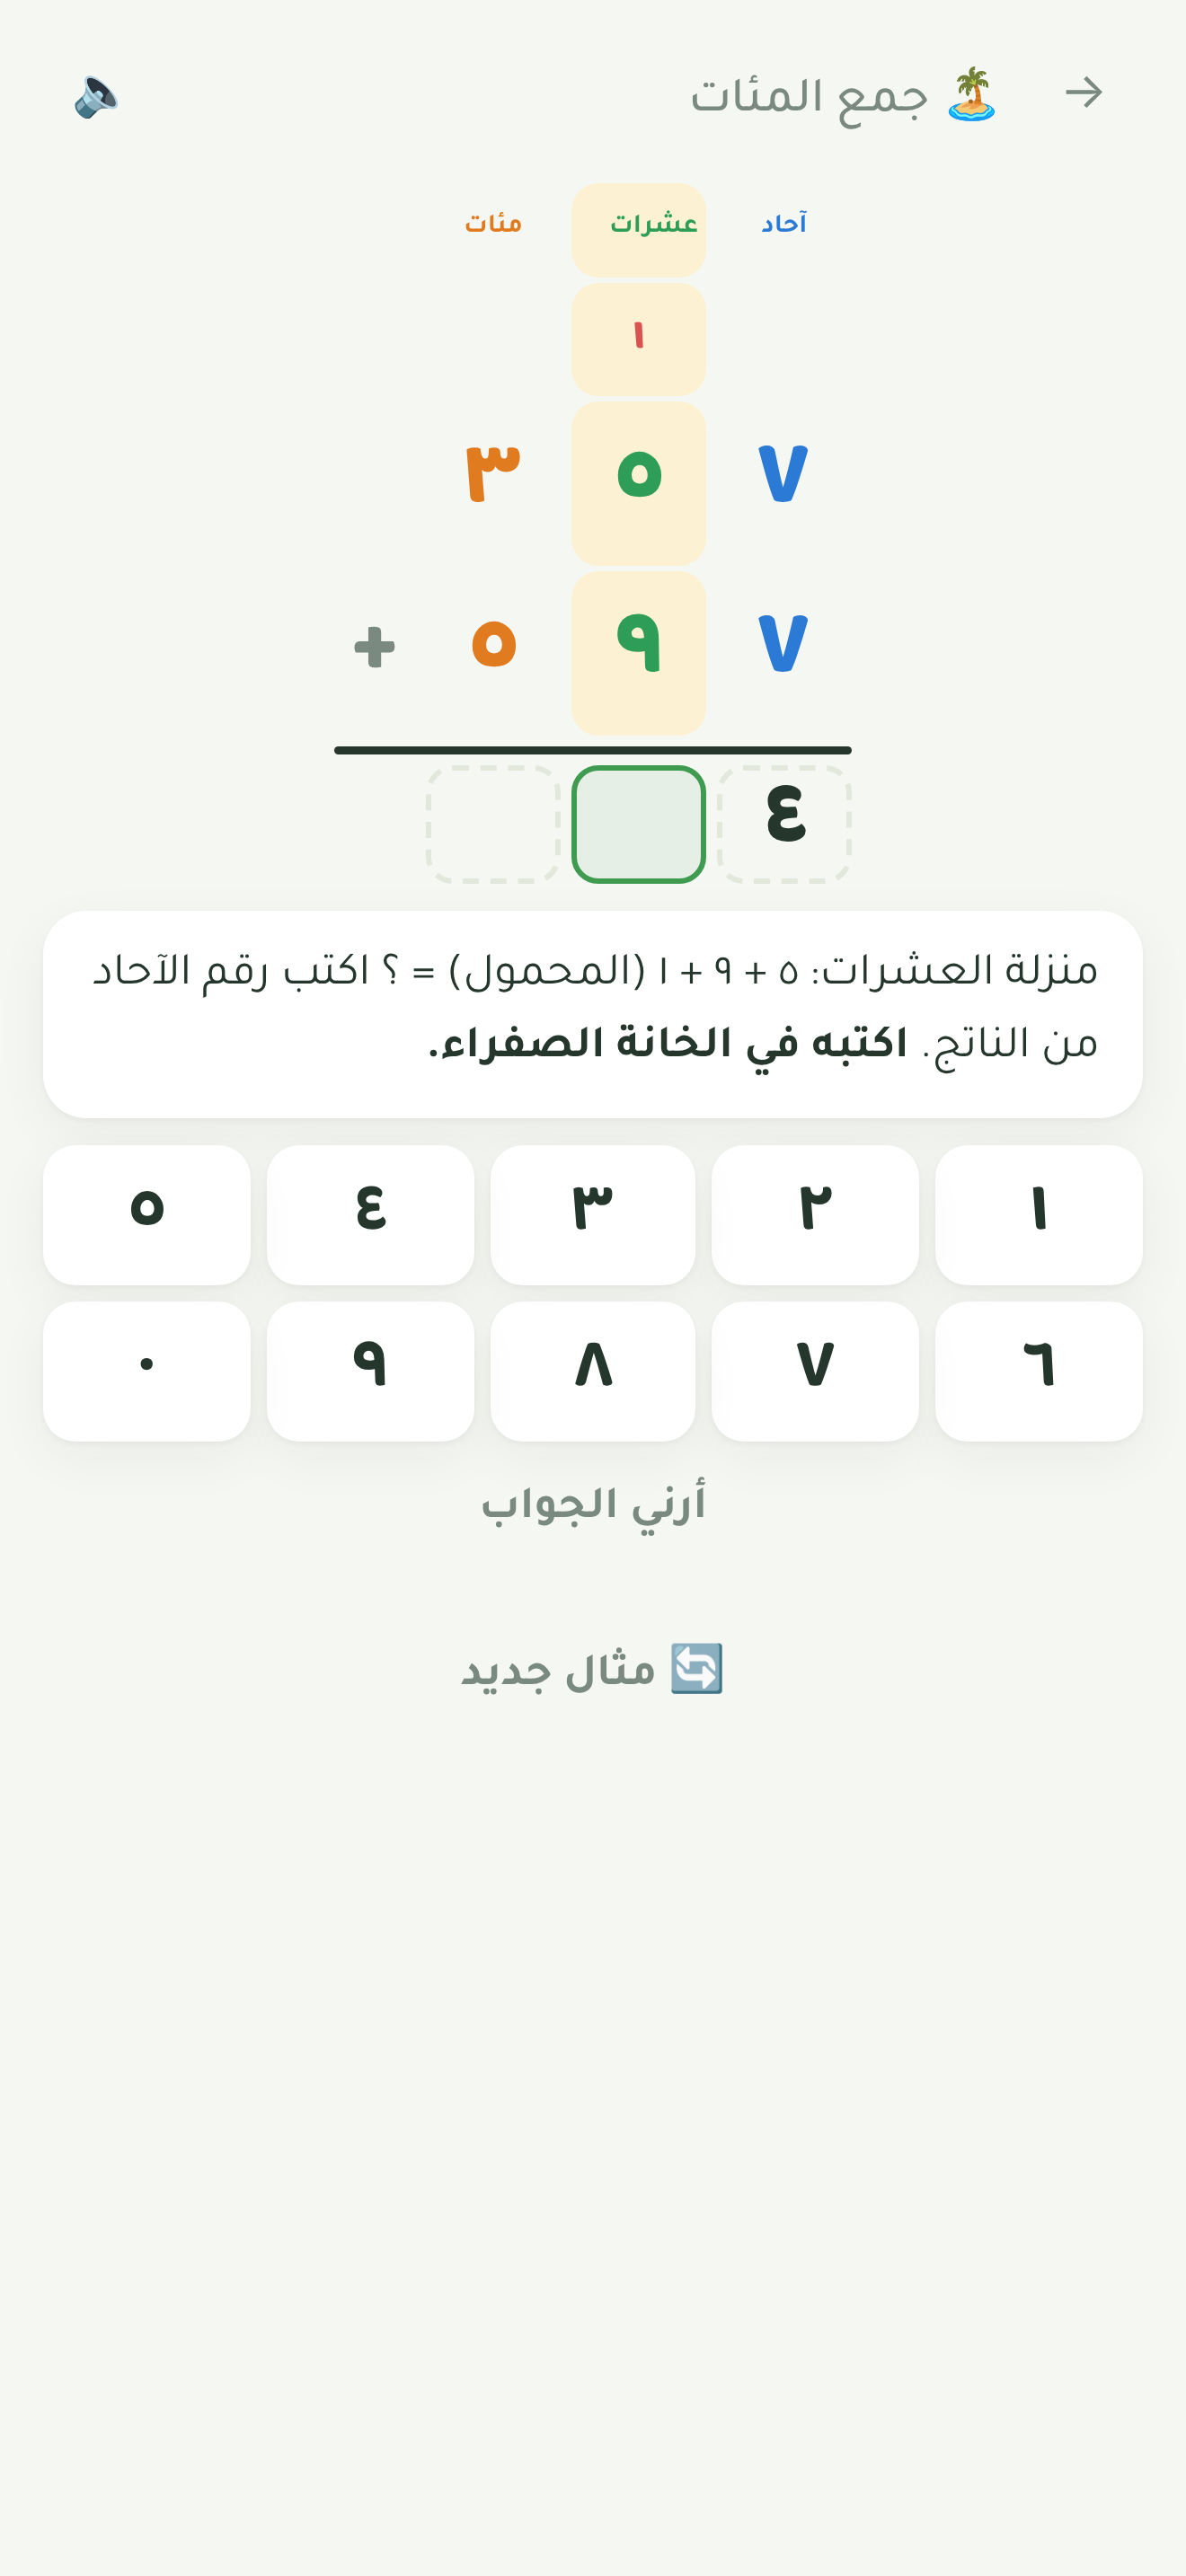 🏝️ جمع المئات
آحاد عشرات مئات
١
٧ ٥ ٣
٧ ٩ ٥ +
٤
منزلة العشرات: ٥ + ٩ + ١ (المحمول) = ؟ اكتب رقم الآحاد
من الناتج. اكتبه في الخانة الصفراء.
١ ٢ ٣ ٤ ٥
٦ ٧ ٨ ٩ ٠
أرني الجواب
🔄 مثال جديد